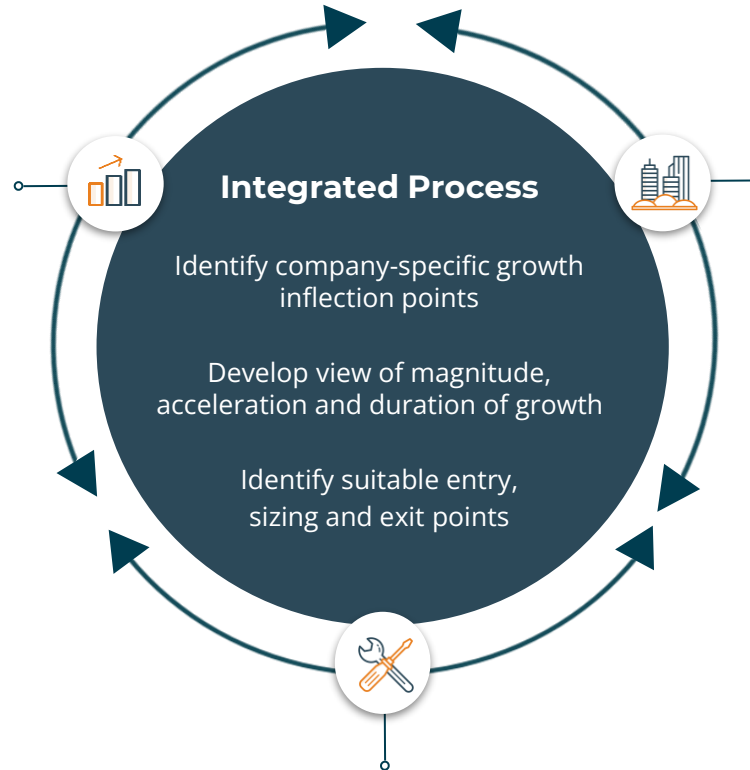 Integrated Process
Identify company-specific growth
inflection points
Develop view of magnitude,
acceleration and duration of growth
Identify suitable entry,
sizing and exit points